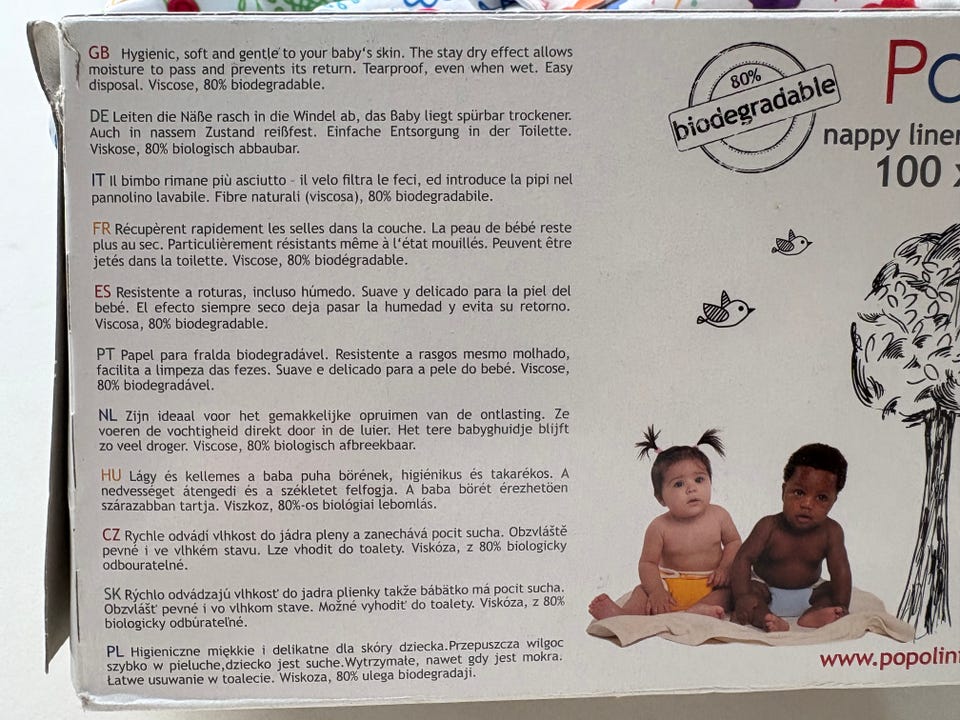 GB Hygienic, soft and gentle to your baby's skin. The stay dry effect allows
moisture to pass and prevents its return. Tearproof, even when wet. Easy
disposal. Viscose, 80% biodegradable.
DE Leiten die Näße rasch in die Windel ab, das Baby liegt spürbar trockener.
Auch in nassem Zustand reißfest. Einfache Entsorgung in der Toilette.
Viskose, 80% biologisch abbaubar.
IT Il bimbo rimane più asciutto - il velo filtra le feci, ed introduce la pipi nel
pannolino lavabile. Fibre naturali (viscosa), 80% biodegradabile.
FR Récupèrent rapidement les selles dans la couche. La peau de bébé reste
plus au sec. Particulièrement résistants même à l'état mouillés. Peuvent être
jetés dans la toilette. Viscose, 80% biodégradable.
ES Resistente a roturas, incluso húmedo. Suave y delicado para la piel del
bebé. El efecto siempre seco deja pasar la humedad y evita su retorno.
Viscosa, 80% biodegradable.
PT Papel para fralda biodegradável. Resistente a rasgos mesmo molhado,
facilita a limpeza das fezes. Suave e delicado para a pele do bebé. Viscose,
80% biodegradável.
NL Zijn ideaal voor het gemakkelijke opruimen van de ontlasting. Ze
voeren de vochtigheid direkt door in de luier. Het tere babyghuidje blijft
zo veel droger. Viscose, 80% biologisch afbreekbaar.
HU Lágy és kellemes a baba puha börének, higiénikus és takarékos. A
nedvességet átengedi és a székletet felfogja. A baba börét érezhetöen
szárazabban tartja. Viszkoz, 80%-os biológiai lebomlás.
CZ Rychle odvádí vlhkost do jádra pleny a zanechává pocit sucha. Obzvláště
pevné i ve vlhkém stavu. Lze vhodit do toalety. Viskóza, z 80% biologicky
odbouratelné.
SK Rýchlo odvádzajú vlhkosť do jadra plienky takže bábätko má pocit sucha.
Obzvlášť pevné i vo vlhkom stave. Možné vyhodiť do toalety. Viskóza, z 80%
biologicky odbúrateľné.
PL Higieniczne miękkie i delikatne dla skóry dziecka.Przepuszcza wilgoc
szybko w pieluche,dziecko jest suche.Wytrzymałe, nawet gdy jest mokra.
Łatwe usuwanie w toalecie. Wiskoza, 80% ulega biodegradaji.
80%
biodegradable
Po
nappy liner
100 x
www.popolin